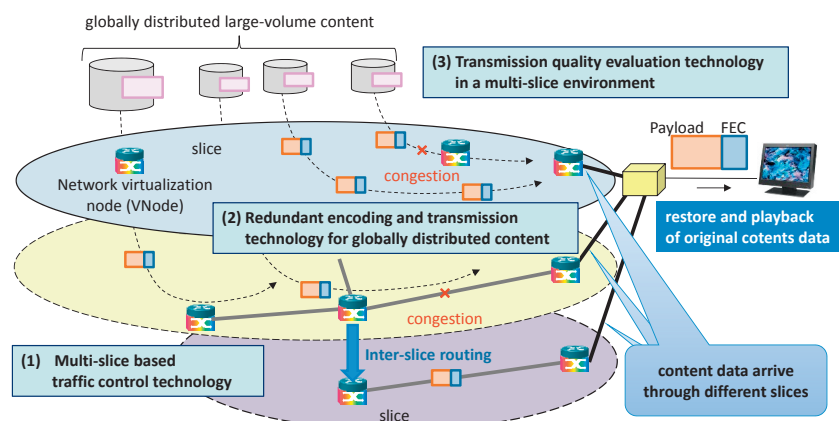 globally distributed large-volume content
(3) Transmission quality evaluation technology
in a multi-slice environment
slice
Payload
FEC
congestion
Network virtualization
node (VNode)
(2) Redundant encoding and transmission
technology for globally distributed content
restore and playback
of original cotents data
congestion
(1) Multi-slice based
traffic control technology
Inter-slice routing
content data arrive
through different slices
slice